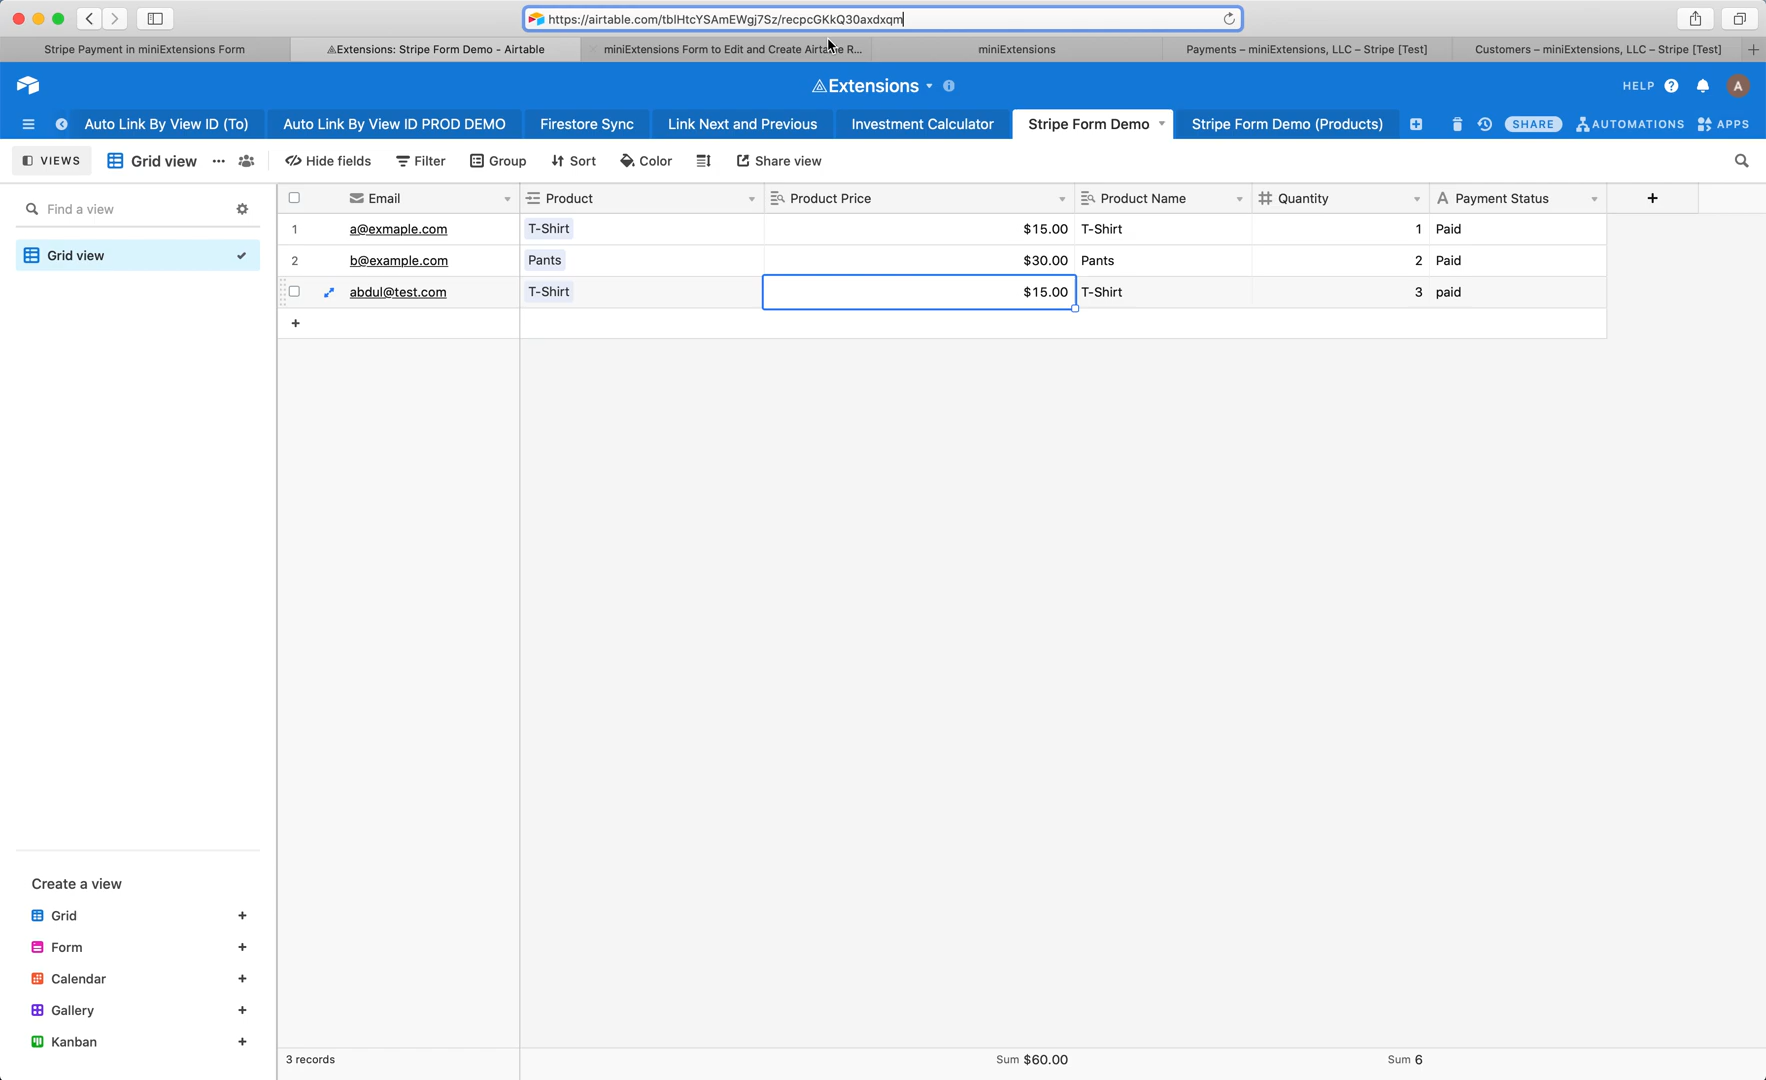 https://airtable.com/tblHtcYSAmEWgj7Sz/recpcGKkQ30axdxqm
Stripe Payment in miniExtensions Form
Extensions: Stripe Form Demo - Airtable
miniExtensions Form to Edit and Create Airtable R...
miniExtensions
Payments – miniExtensions, LLC – Stripe [Test]
Customers – miniExtensions, LLC – Stripe [Test]
Extensions
HELP
A
Auto Link By View ID (To)
Auto Link By View ID PROD DEMO
Firestore Sync
Link Next and Previous
Investment Calculator
Stripe Form Demo
Stripe Form Demo (Products)
SHARE
AUTOMATIONS
APPS
VIEWS
Grid view
Hide fields
Filter
Group
Sort
Color
Share view
Find a view
Grid view
Email Product Product Price Product Name Quantity Payment Status
1 a@exmaple.com T-Shirt $15.00 T-Shirt 1 Paid
2 b@example.com Pants $30.00 Pants 2 Paid
abdul@test.com T-Shirt $15.00 T-Shirt 3 paid
Create a view
Grid
Form
Calendar
Gallery
Kanban
3 records Sum $60.00 Sum 6